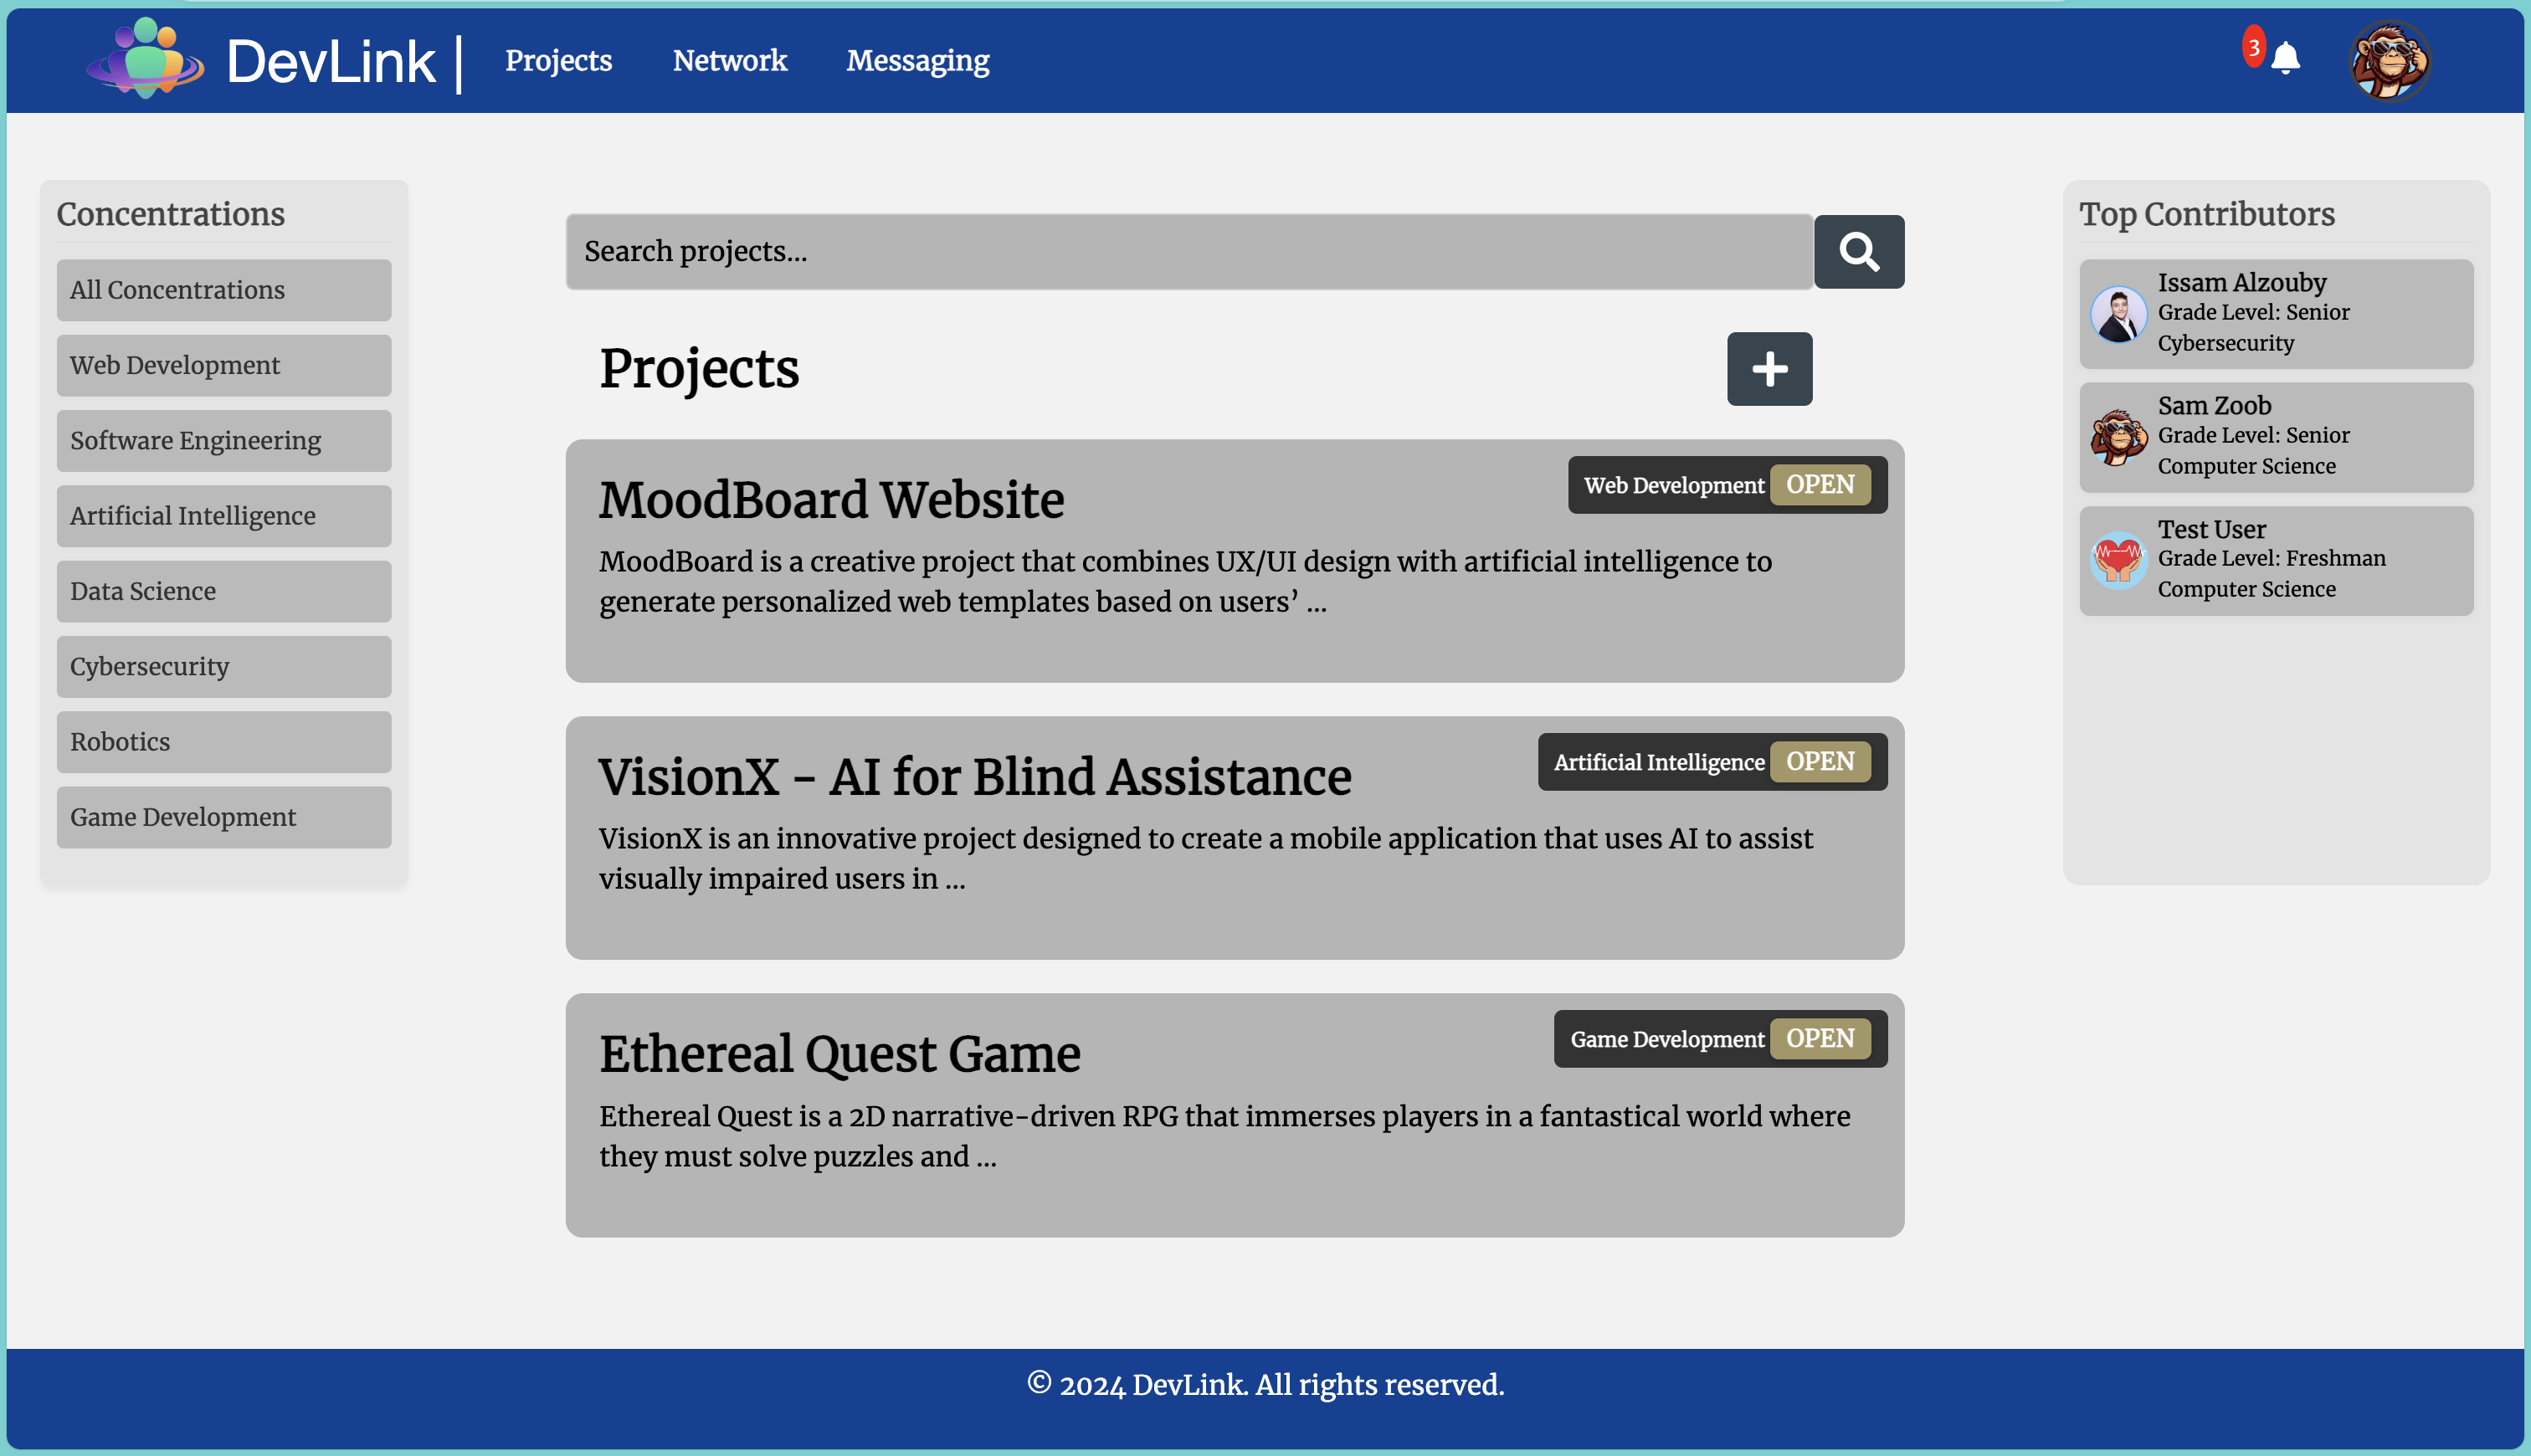 DevLink |
Projects
Network
Messaging
3
Concentrations
All Concentrations
Web Development
Software Engineering
Artificial Intelligence
Data Science
Cybersecurity
Robotics
Game Development
Search projects...
Projects
MoodBoard Website
Web Development OPEN
MoodBoard is a creative project that combines UX/UI design with artificial intelligence to
generate personalized web templates based on users’ ...
VisionX - AI for Blind Assistance
Artificial Intelligence OPEN
VisionX is an innovative project designed to create a mobile application that uses AI to assist
visually impaired users in ...
Ethereal Quest Game
Game Development OPEN
Ethereal Quest is a 2D narrative-driven RPG that immerses players in a fantastical world where
they must solve puzzles and ...
Top Contributors
Issam Alzouby
Grade Level: Senior
Cybersecurity
Sam Zoob
Grade Level: Senior
Computer Science
Test User
Grade Level: Freshman
Computer Science
© 2024 DevLink. All rights reserved.